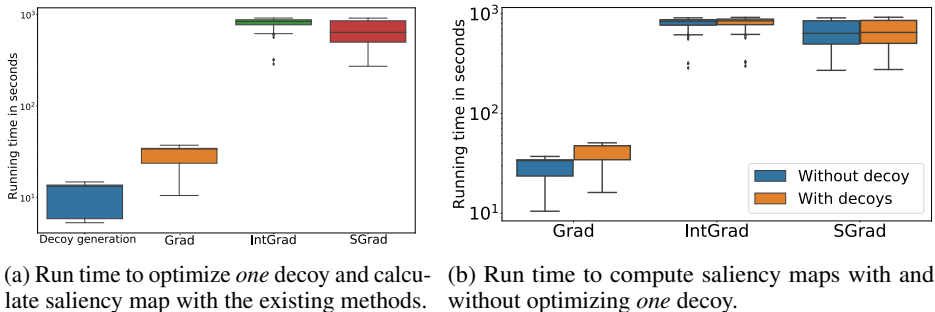 Running time in seconds
10³
10²
10¹
Decoy generation Grad IntGrad SGrad
Running time in seconds
10³
10²
10¹
Without decoy
With decoys
Grad IntGrad SGrad
(a) Run time to optimize one decoy and calcu-
late saliency map with the existing methods.
(b) Run time to compute saliency maps with and
without optimizing one decoy.